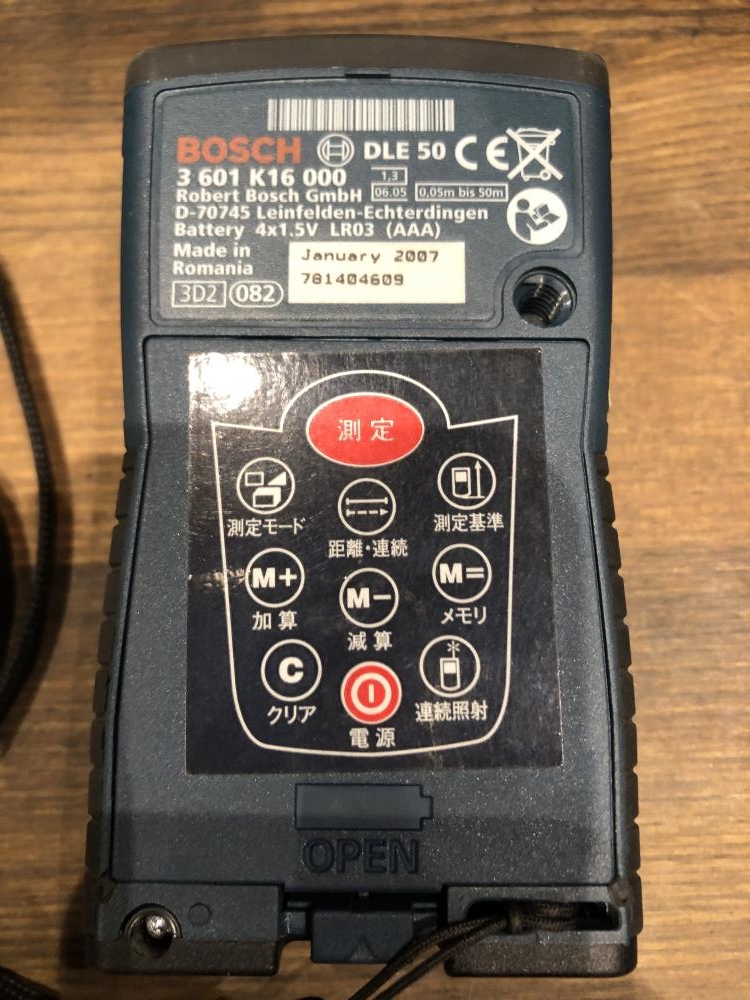 BOSCH DLE 50 CE
3 601 K16 000 1,3
Robert Bosch GmbH 06.05 0,05m bis 50m
D-70745 Leinfelden-Echterdingen
Battery 4x1.5V LR03 (AAA)
Made in
Romania
January 2007
781404609
3D2 082
測定
測定モード
距離・連続
測定基準
M+
加算
M-
減算
M=
メモリ
C
クリア
電源
連続照射
OPEN